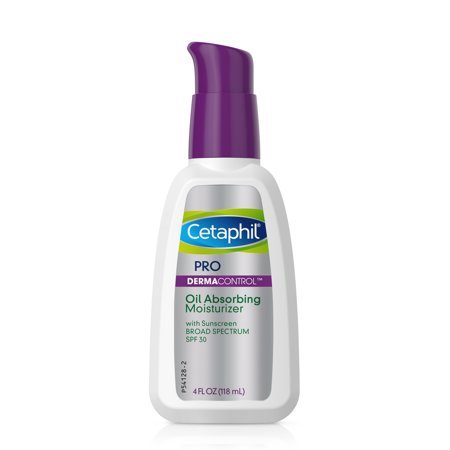 Cetaphil®
PRO
DERMACONTROL™
Oil Absorbing
Moisturizer
with Sunscreen
BROAD SPECTRUM
SPF 30
4 FL OZ (118 mL)
P54128-2